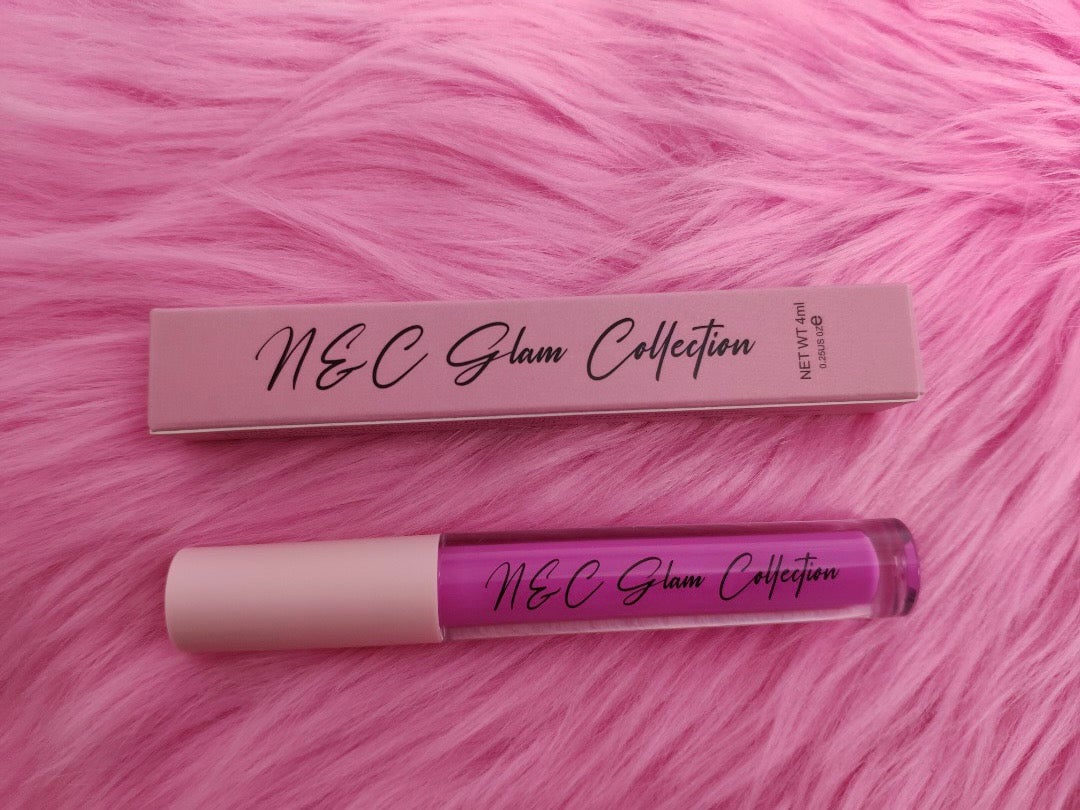 N&C Glam Collection
NET WT 4ml
0.25US OZ℮
N&C Glam Collection